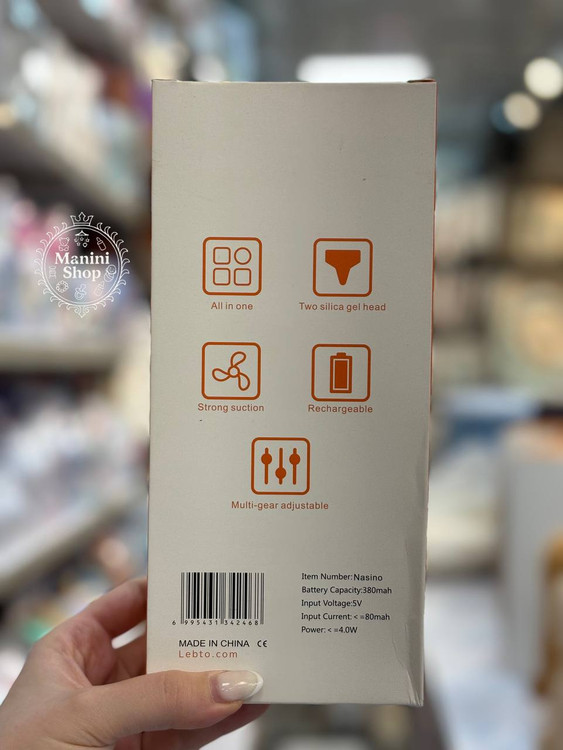 Manini
Shop
All in one
Two silica gel head
Strong suction
Rechargeable
Multi-gear adjustable
6 995431 342468
MADE IN CHINA CE
Lebto.com
Item Number:Nasino
Battery Capacity:380mah
Input Voltage:5V
Input Current:<=80mah
Power:<=4.0W